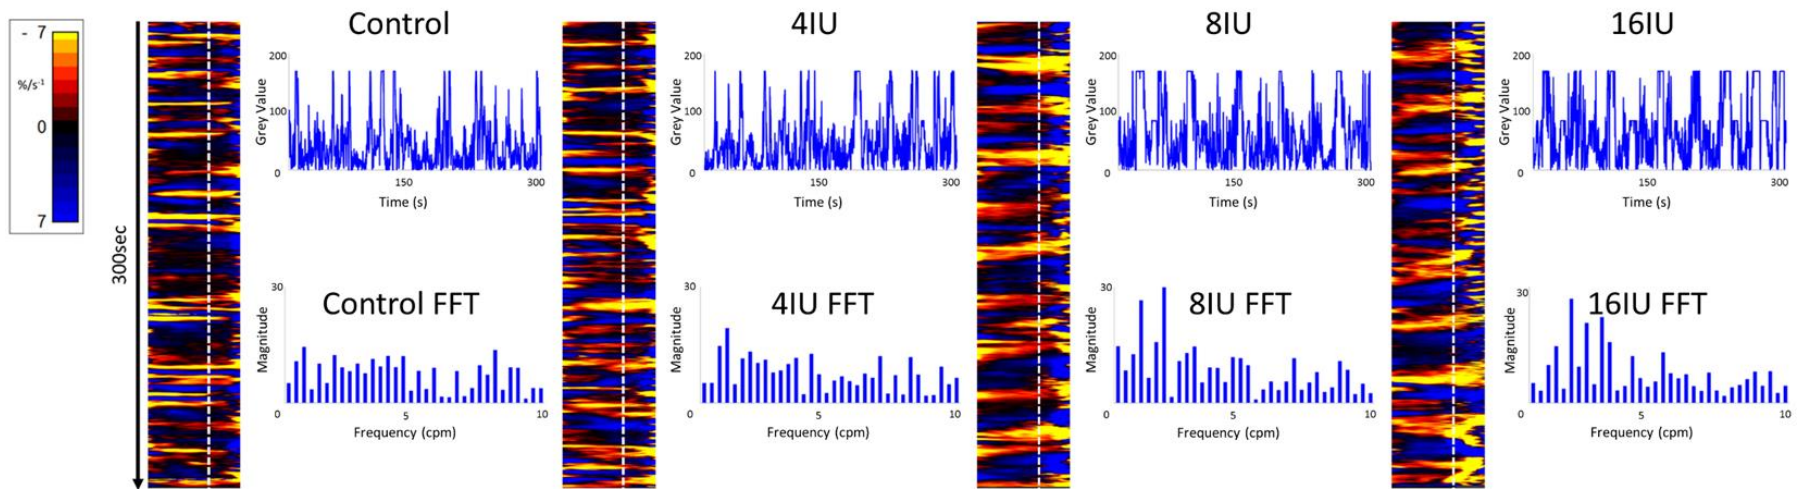 - 7
%/s-1
0
7
300sec
Control
200
100
0
Grey Value
150
300
Time (s)
Control FFT
30
Magnitude
0
5
10
Frequency (cpm)
4IU
200
100
0
Grey Value
150
300
Time (s)
4IU FFT
30
Magnitude
0
5
10
Frequency (cpm)
8IU
200
100
0
Grey Value
150
300
Time (s)
8IU FFT
30
Magnitude
0
5
10
Frequency (cpm)
16IU
200
100
0
Grey Value
150
300
Time (s)
16IU FFT
30
Magnitude
0
5
10
Frequency (cpm)